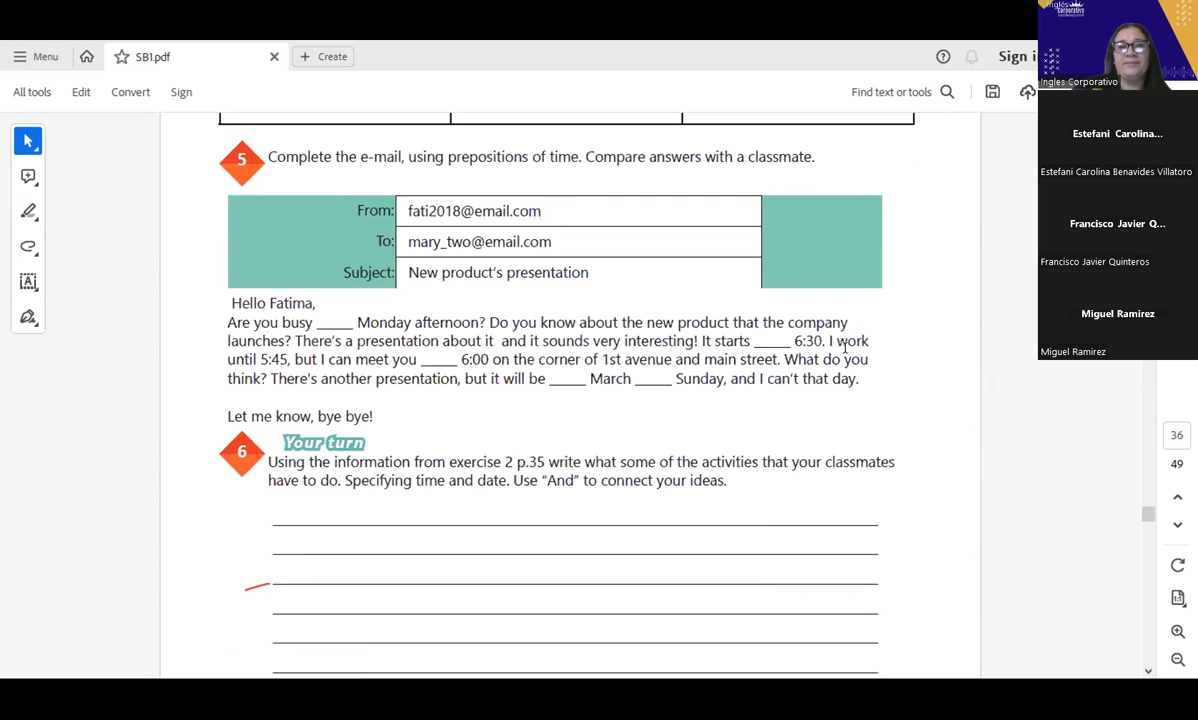 Menu
SB1.pdf
Create
Sign i
All tools
Edit
Convert
Sign
Find text or tools
5
Complete the e-mail, using prepositions of time. Compare answers with a classmate.
From: fati2018@email.com
To: mary_two@email.com
Subject: New product's presentation
Hello Fatima,
Are you busy _____ Monday afternoon? Do you know about the new product that the company
launches? There's a presentation about it and it sounds very interesting! It starts _____ 6:30. I work
until 5:45, but I can meet you _____ 6:00 on the corner of 1st avenue and main street. What do you
think? There's another presentation, but it will be _____ March _____ Sunday, and I can't that day.
Let me know, bye bye!
6
Your turn
Using the information from exercise 2 p.35 write what some of the activities that your classmates
have to do. Specifying time and date. Use "And" to connect your ideas.
Inglés
Corporativo
Ingles Corporativo
Estefani Carolina...
Estefani Carolina Benavides Villatoro
Francisco Javier Q...
Francisco Javier Quinteros
Miguel Ramirez
Miguel Ramirez
36
49
1:1